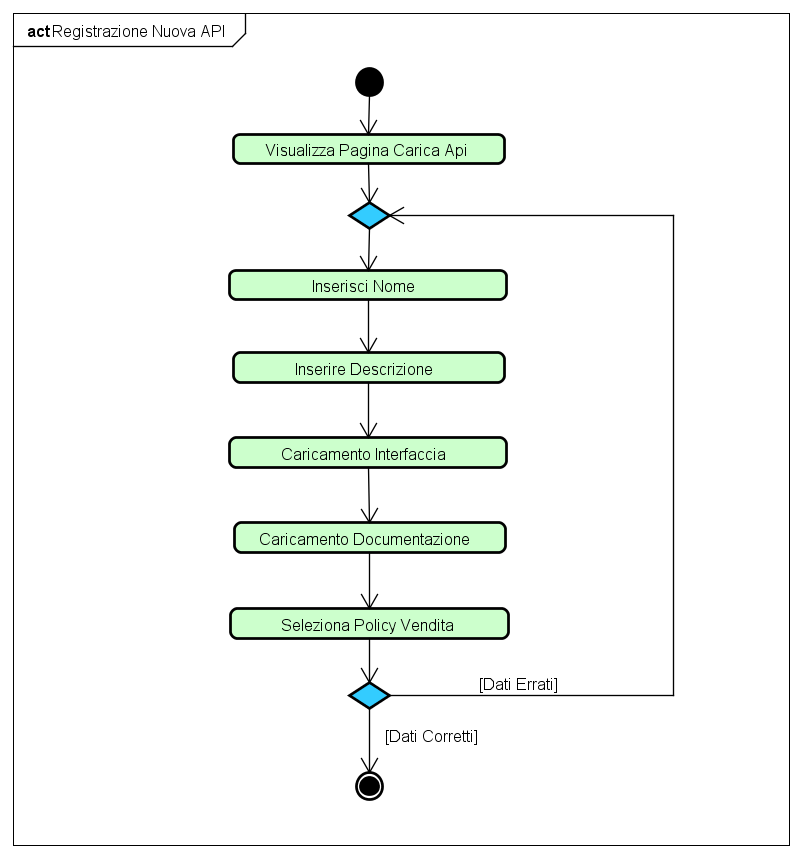 act Registrazione Nuova API
Visualizza Pagina Carica Api
Inserisci Nome
Inserire Descrizione
Caricamento Interfaccia
Caricamento Documentazione
Seleziona Policy Vendita
[Dati Errati]
[Dati Corretti]